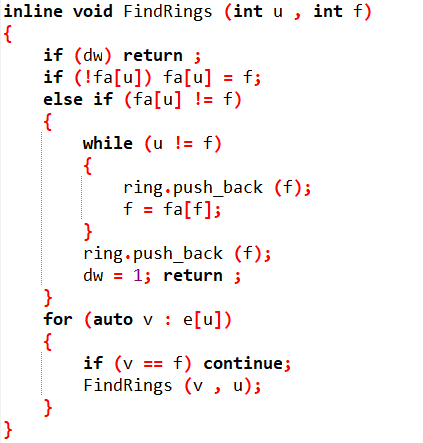 inline void FindRings (int u , int f)
{
    if (dw) return ;
    if (!fa[u]) fa[u] = f;
    else if (fa[u] != f)
    {
        while (u != f)
        {
            ring.push_back (f);
            f = fa[f];
        }
        ring.push_back (f);
        dw = 1; return ;
    }
    for (auto v : e[u])
    {
        if (v == f) continue;
        FindRings (v , u);
    }
}